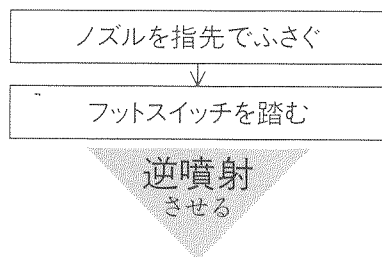 ノズルを指先でふさぐ
フットスイッチを踏む
逆噴射
させる